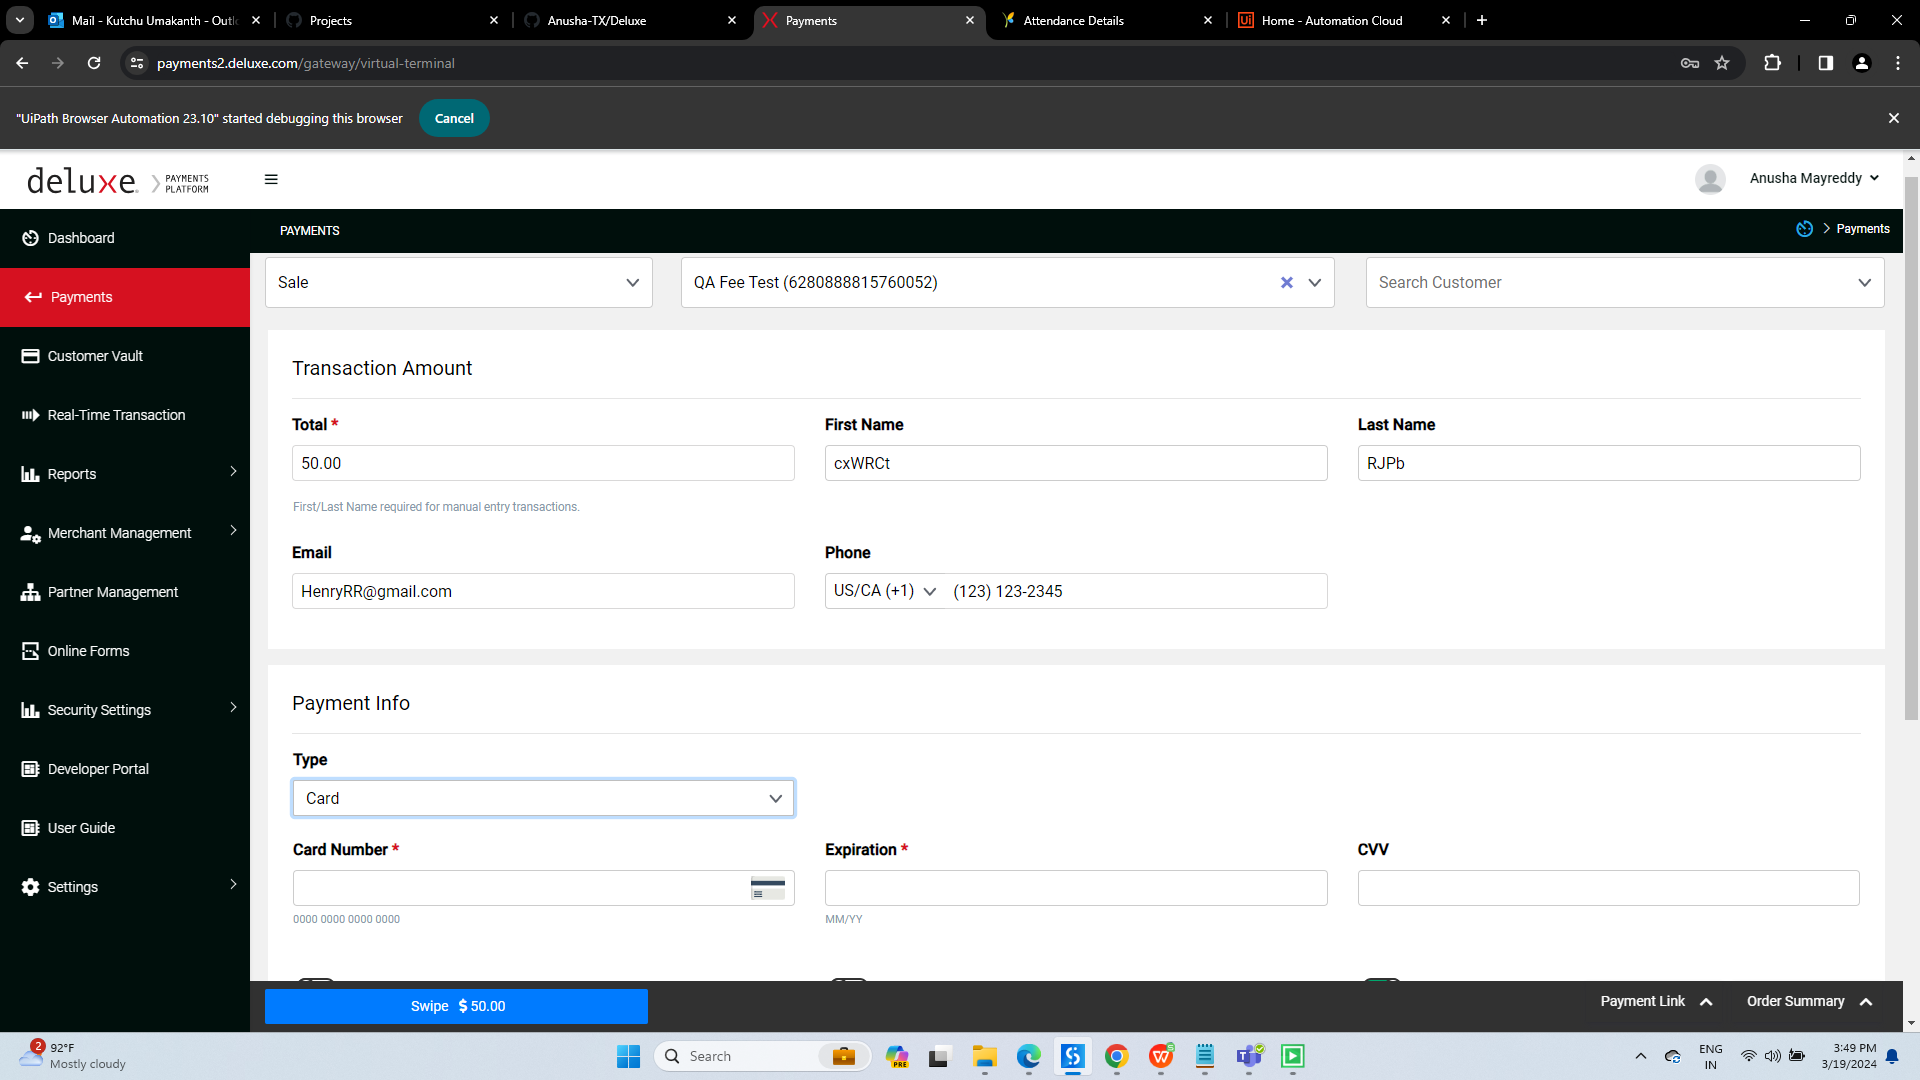 Mail - Kutchu Umakanth - Outlo
Projects
Anusha-TX/Deluxe
Payments
Attendance Details
Home - Automation Cloud
payments2.deluxe.com/gateway/virtual-terminal
"UiPath Browser Automation 23.10" started debugging this browser
Cancel
deluxe.
PAYMENTS
PLATFORM
Anusha Mayreddy
Dashboard
PAYMENTS
Payments
Payments
Sale
QA Fee Test (6280888815760052)
Search Customer
Customer Vault
Real-Time Transaction
Reports
Merchant Management
Partner Management
Online Forms
Security Settings
Developer Portal
User Guide
Settings
Transaction Amount
Total *
First Name
Last Name
50.00
cxWRCt
RJPb
First/Last Name required for manual entry transactions.
Email
Phone
HenryRR@gmail.com
US/CA (+1)
(123) 123-2345
Payment Info
Type
Card
Card Number *
Expiration *
CVV
0000 0000 0000 0000
MM/YY
Swipe $ 50.00
Payment Link
Order Summary
2
92°F
Mostly cloudy
Search
PRE
ENG
IN
3:49 PM
3/19/2024